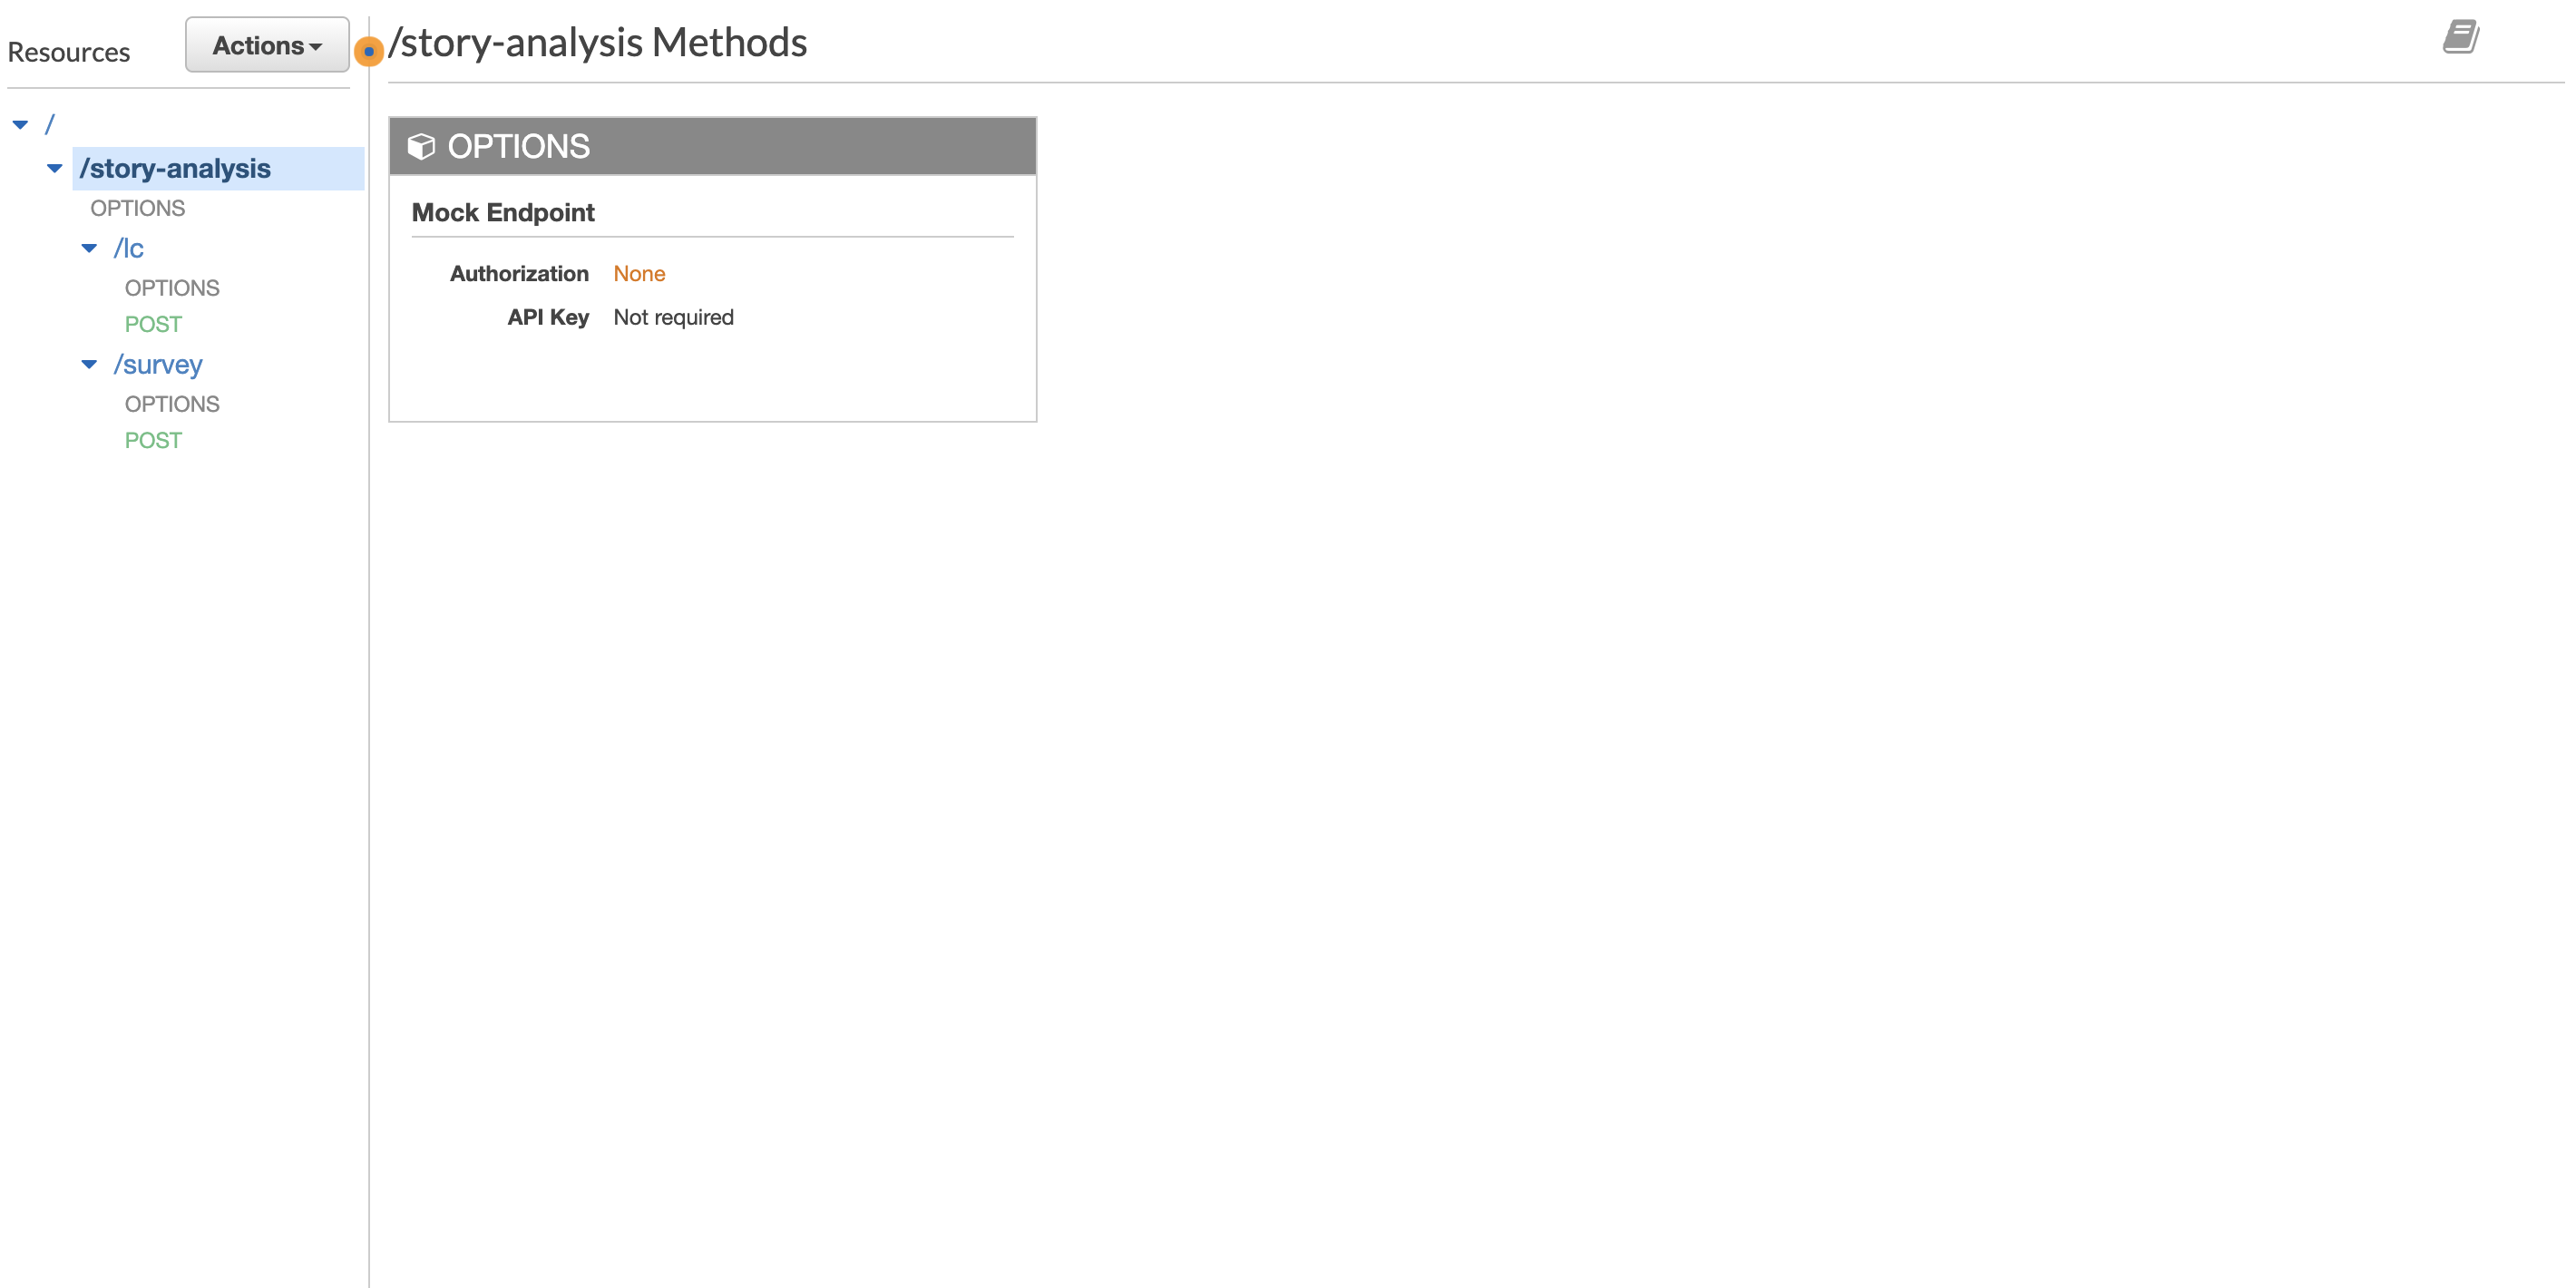 Resources
Actions
/
/story-analysis
OPTIONS
/lc
OPTIONS
POST
/survey
OPTIONS
POST
/story-analysis Methods
OPTIONS
Mock Endpoint
Authorization None
API Key Not required